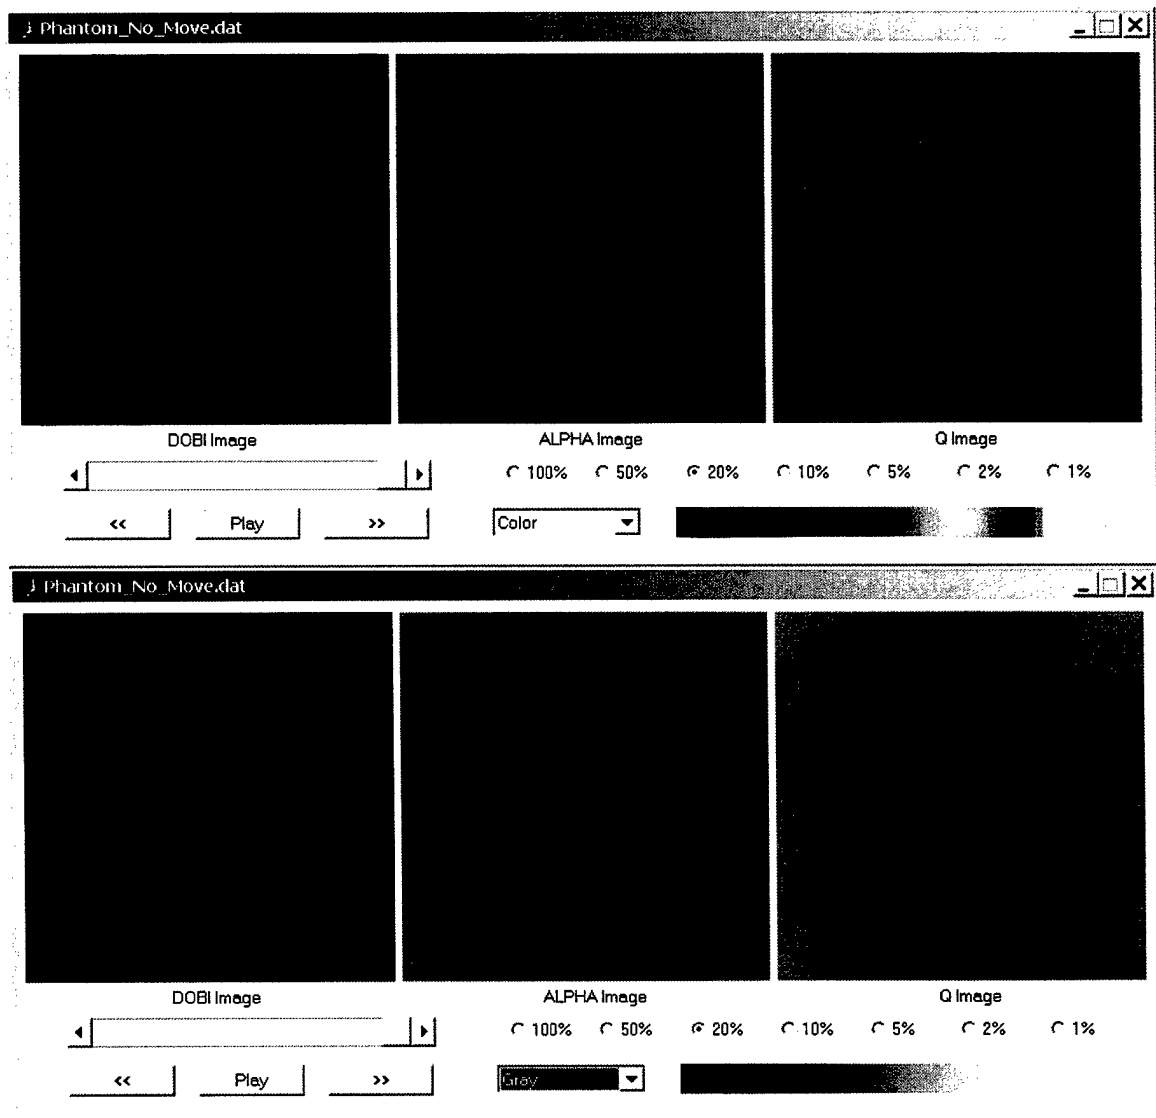 Phantom_No_Move.dat
DOBI Image ALPHA Image Q Image
100% 50% 20% 10% 5% 2% 1%
<< Play >> Color
Phantom_No_Move.dat
DOBI Image ALPHA Image Q Image
100% 50% 20% 10% 5% 2% 1%
<< Play >> Gray